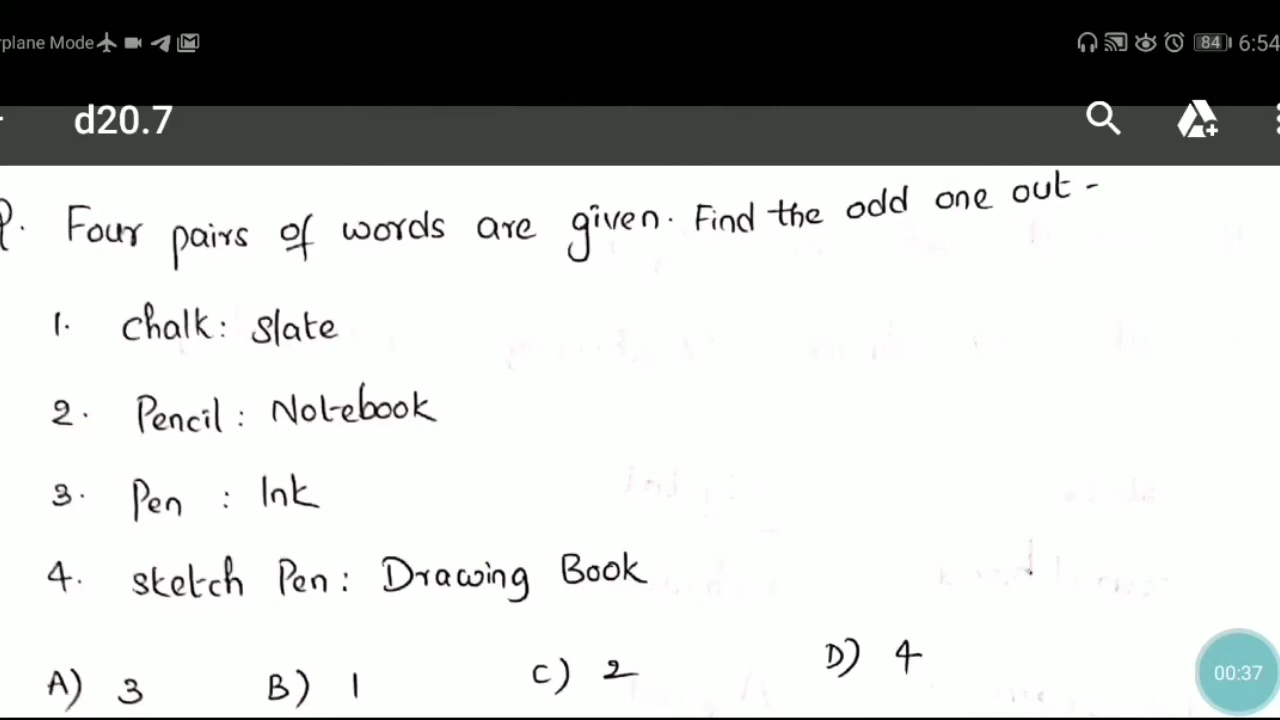 rplane Mode 84 6:54
d20.7
Four pairs of words are given. Find the odd one out -
1. Chalk: Slate
2. Pencil: Notebook
3. Pen : Ink
4. Sketch Pen: Drawing Book
A) 3 B) 1 C) 2 D) 4
00:37